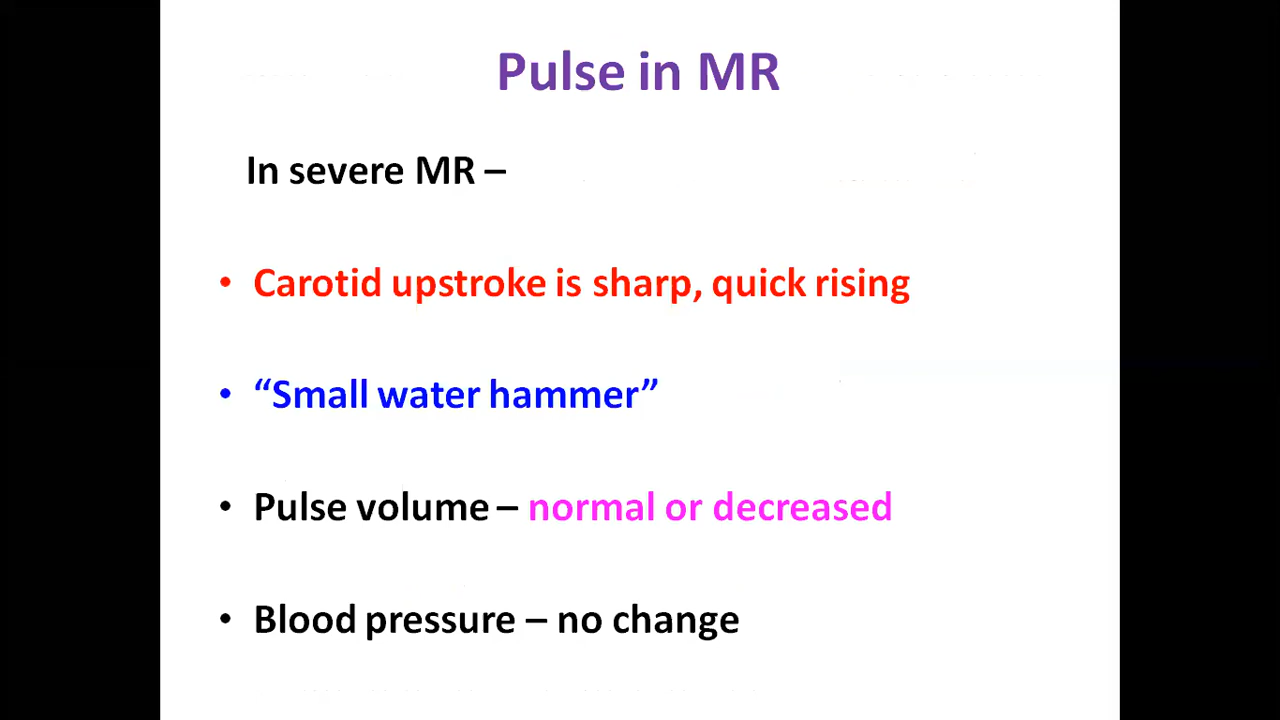 Pulse in MR
In severe MR –
• Carotid upstroke is sharp, quick rising
• “Small water hammer”
• Pulse volume – normal or decreased
• Blood pressure – no change